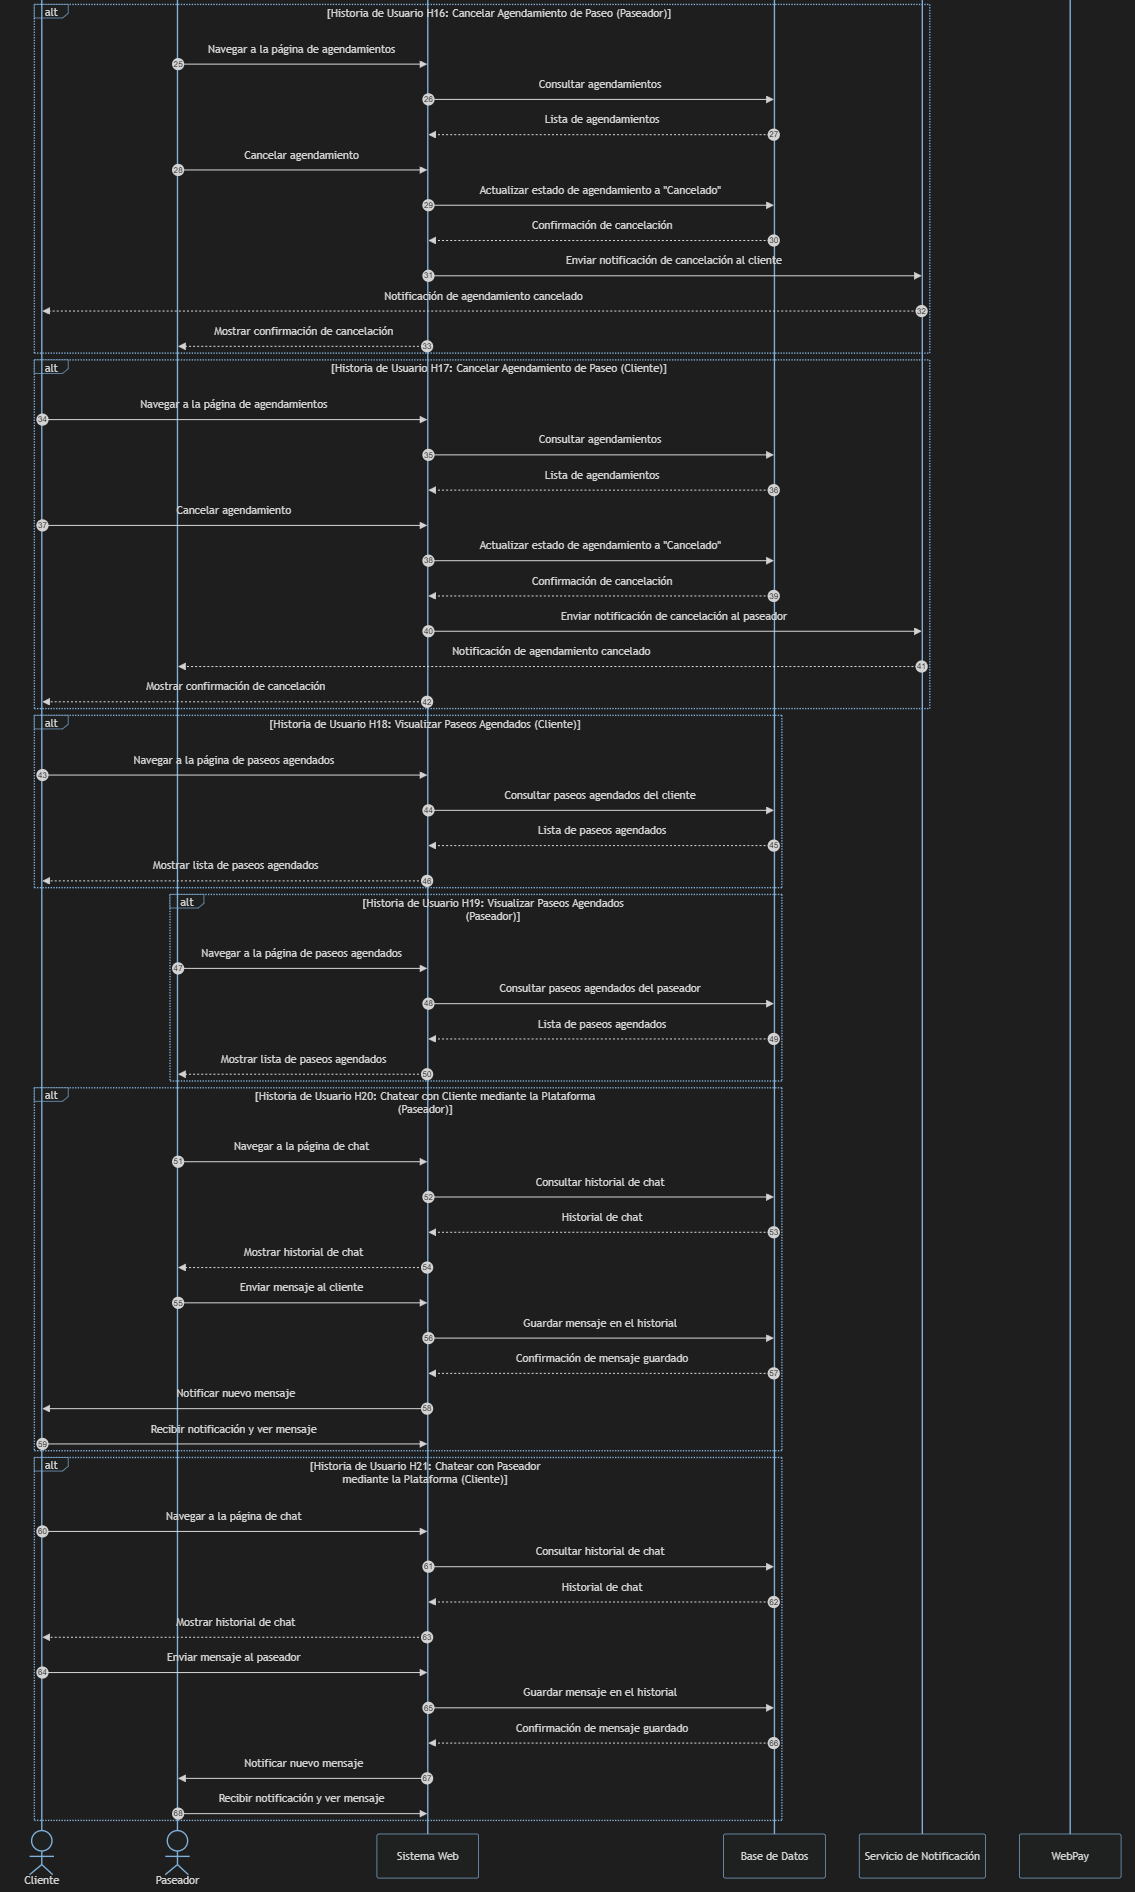 alt
[Historia de Usuario H16: Cancelar Agendamiento de Paseo (Paseador)]
Navegar a la página de agendamientos
25
Consultar agendamientos
26
Lista de agendamientos
27
Cancelar agendamiento
28
Actualizar estado de agendamiento a "Cancelado"
29
Confirmación de cancelación
30
Enviar notificación de cancelación al cliente
31
Notificación de agendamiento cancelado
32
Mostrar confirmación de cancelación
33
alt
[Historia de Usuario H17: Cancelar Agendamiento de Paseo (Cliente)]
Navegar a la página de agendamientos
34
Consultar agendamientos
35
Lista de agendamientos
36
Cancelar agendamiento
37
Actualizar estado de agendamiento a "Cancelado"
38
Confirmación de cancelación
39
Enviar notificación de cancelación al paseador
40
Notificación de agendamiento cancelado
41
Mostrar confirmación de cancelación
42
alt
[Historia de Usuario H18: Visualizar Paseos Agendados (Cliente)]
Navegar a la página de paseos agendados
43
Consultar paseos agendados del cliente
44
Lista de paseos agendados
45
Mostrar lista de paseos agendados
46
alt
[Historia de Usuario H19: Visualizar Paseos Agendados
(Paseador)]
Navegar a la página de paseos agendados
47
Consultar paseos agendados del paseador
48
Lista de paseos agendados
49
Mostrar lista de paseos agendados
50
alt
[Historia de Usuario H20: Chatear con Cliente mediante la Plataforma
(Paseador)]
Navegar a la página de chat
51
Consultar historial de chat
52
Historial de chat
53
Mostrar historial de chat
54
Enviar mensaje al cliente
55
Guardar mensaje en el historial
56
Confirmación de mensaje guardado
57
Notificar nuevo mensaje
58
Recibir notificación y ver mensaje
59
alt
[Historia de Usuario H21: Chatear con Paseador
mediante la Plataforma (Cliente)]
Navegar a la página de chat
60
Consultar historial de chat
61
Historial de chat
62
Mostrar historial de chat
63
Enviar mensaje al paseador
64
Guardar mensaje en el historial
65
Confirmación de mensaje guardado
66
Notificar nuevo mensaje
67
Recibir notificación y ver mensaje
68
Cliente
Paseador
Sistema Web
Base de Datos
Servicio de Notificación
WebPay